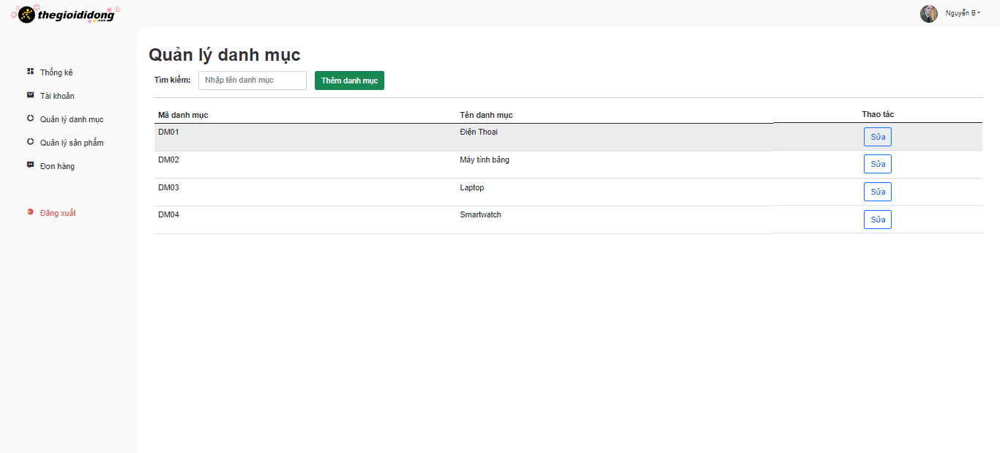 thegioididong
.com
Nguyễn B
Quản lý danh mục
Thống kê
Tài khoản
Quản lý danh mục
Quản lý sản phẩm
Đơn hàng
Đăng xuất
Tìm kiếm: Nhập tên danh mục Thêm danh mục
Mã danh mục Tên danh mục Thao tác
DM01 Điện Thoại Sửa
DM02 Máy tính bảng Sửa
DM03 Laptop Sửa
DM04 Smartwatch Sửa